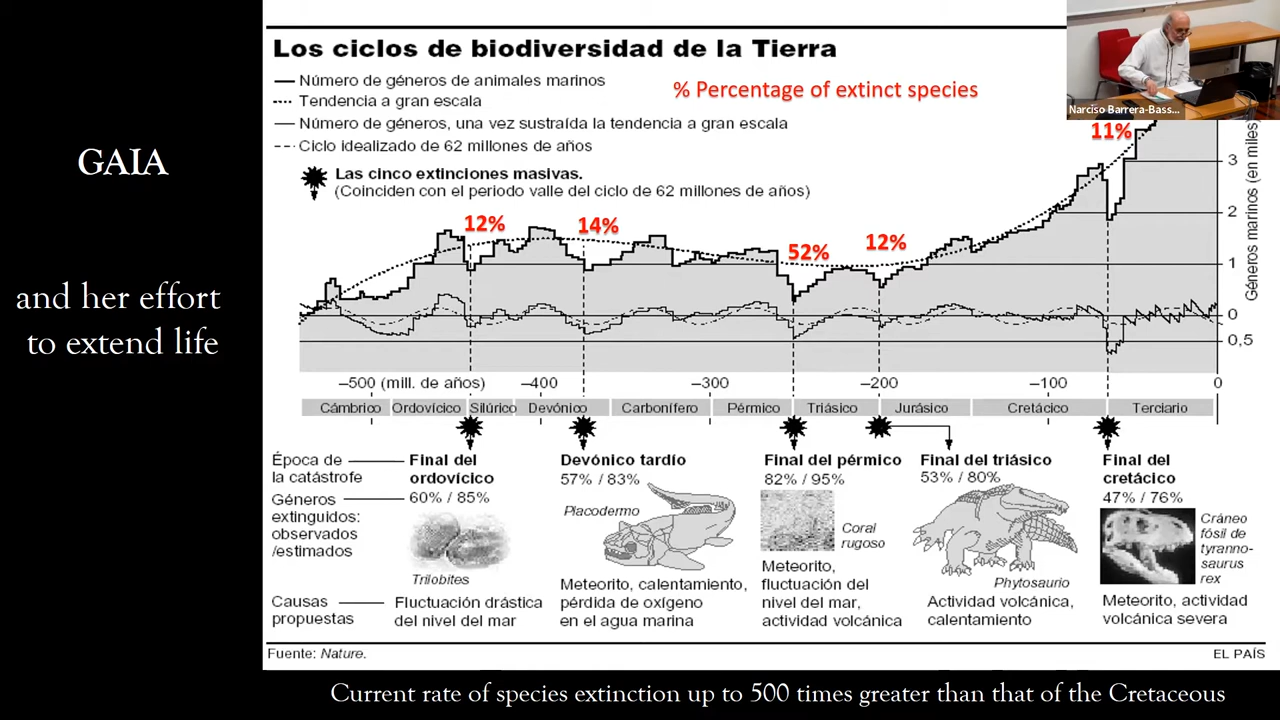 GAIA
and her effort
to extend life
Los ciclos de biodiversidad de la Tierra
Número de géneros de animales marinos
Tendencia a gran escala
Número de géneros, una vez sustraída la tendencia a gran escala
Ciclo idealizado de 62 millones de años
Las cinco extinciones masivas.
(Coinciden con el periodo valle del ciclo de 62 millones de años)
% Percentage of extinct species
Narciso Barrera-Bass...
12%
14%
52%
12%
11%
3
2
1
0
0,5
Géneros marinos (en miles)
–500 (mill. de años)
–400
–300
–200
–100
0
Cámbrico
Ordovícico
Silúrico
Devónico
Carbonífero
Pérmico
Triásico
Jurásico
Cretácico
Terciario
Época de
la catástrofe
Géneros
extinguidos:
observados
/estimados
Causas
propuestas
Final del
ordovícico
60% / 85%
Trilobites
Fluctuación drástica
del nivel del mar
Devónico tardío
57% / 83%
Placodermo
Meteorito, calentamiento,
pérdida de oxígeno
en el agua marina
Final del pérmico
82% / 95%
Coral
rugoso
Meteorito,
fluctuación del
nivel del mar,
actividad volcánica
Final del triásico
53% / 80%
Phytosaurio
Actividad volcánica,
calentamiento
Final del
cretácico
47% / 76%
Cráneo
fósil de
tyranno-
saurus
rex
Meteorito, actividad
volcánica severa
Fuente: Nature.
EL PAÍS
Current rate of species extinction up to 500 times greater than that of the Cretaceous